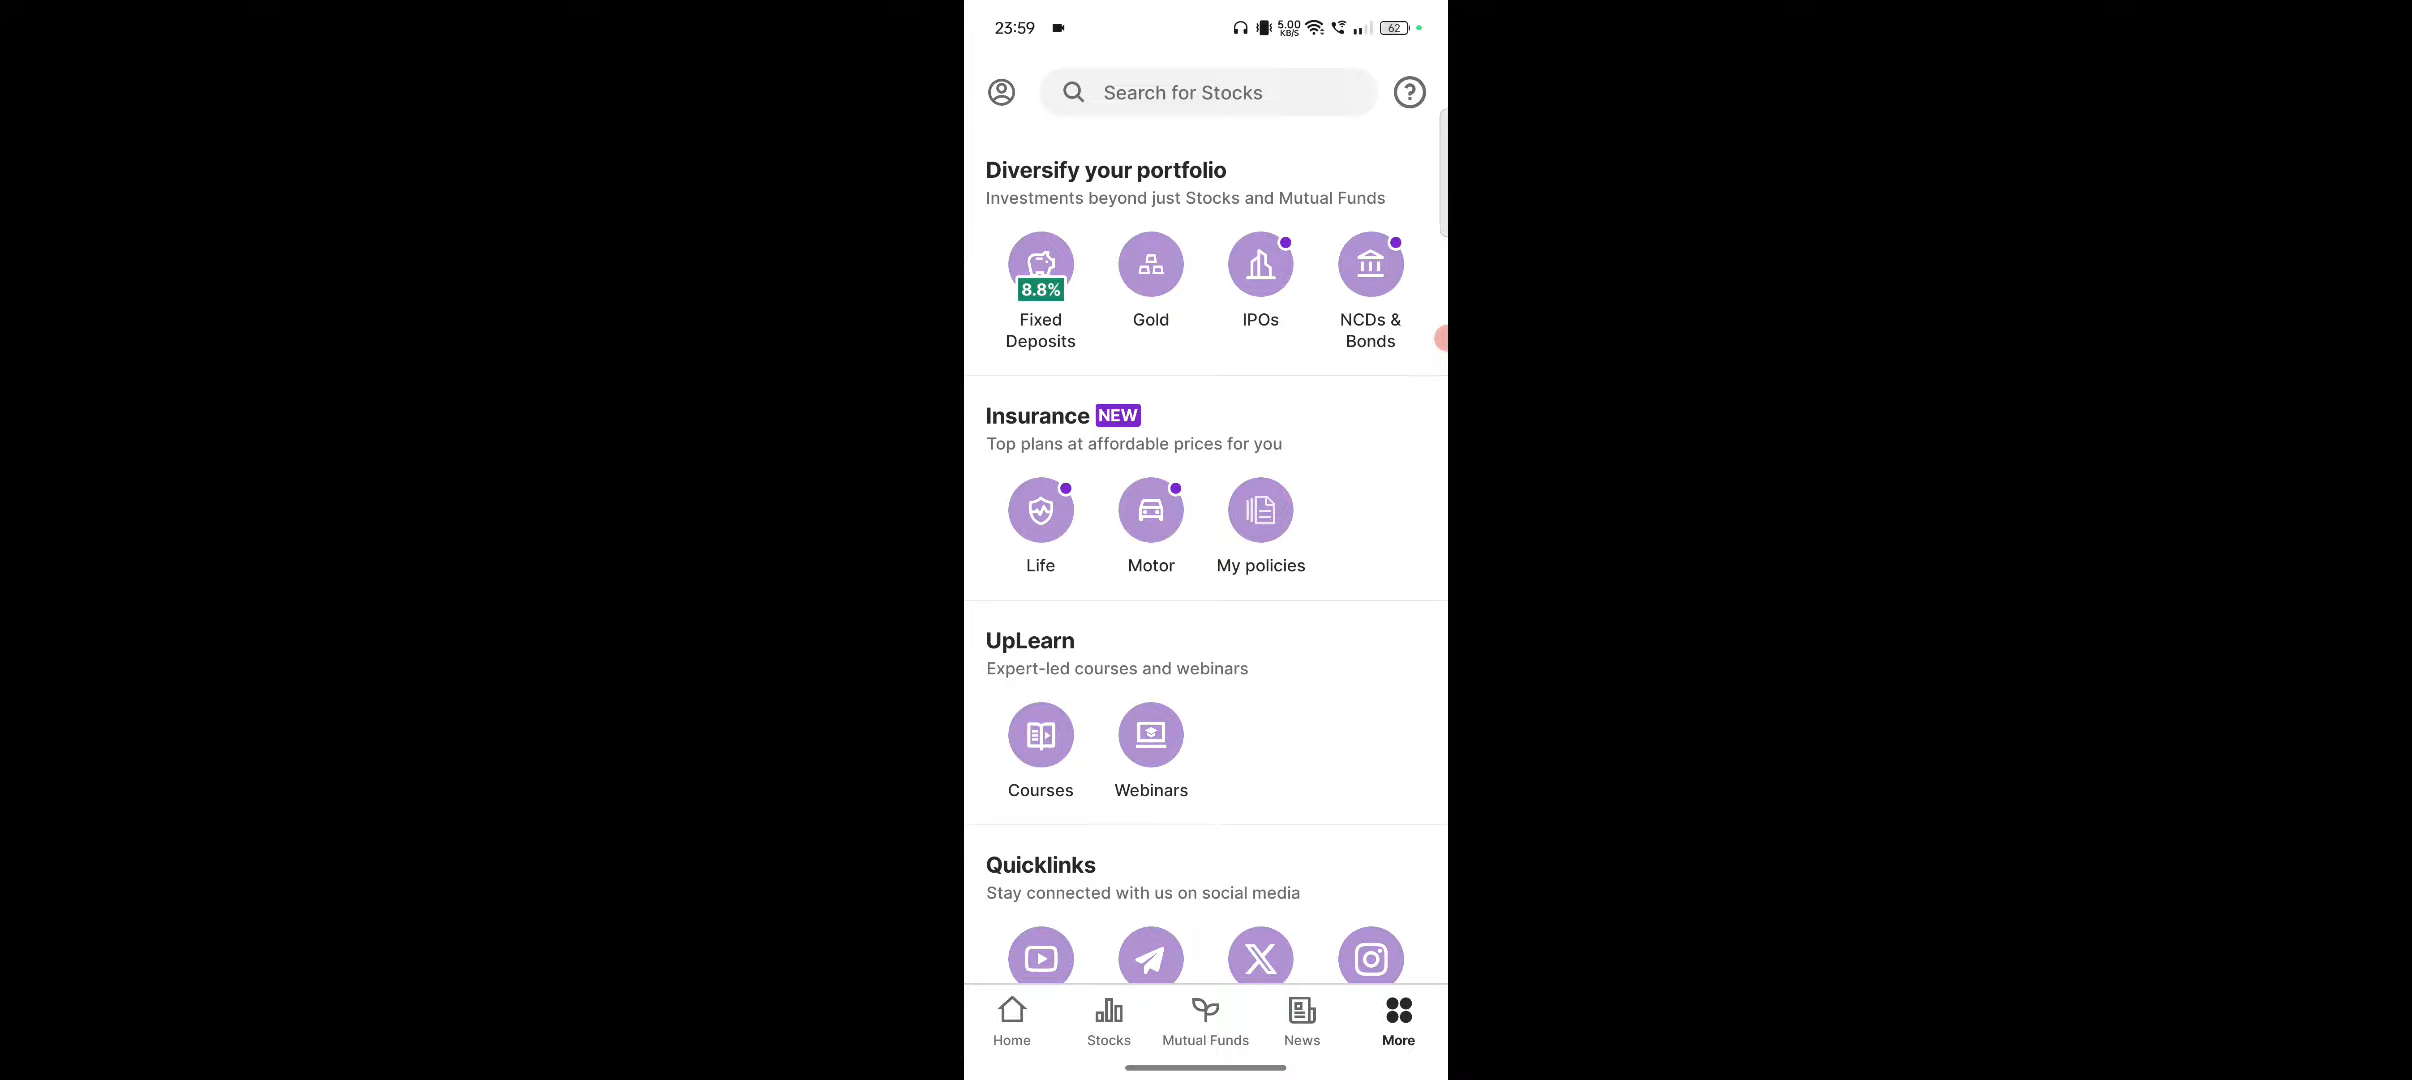 23:59
5.00
KB/S
62
Search for Stocks
Diversify your portfolio
Investments beyond just Stocks and Mutual Funds
8.8%
Fixed
Deposits
Gold
IPOs
NCDs &
Bonds
Insurance NEW
Top plans at affordable prices for you
Life
Motor
My policies
UpLearn
Expert-led courses and webinars
Courses
Webinars
Quicklinks
Stay connected with us on social media
Home
Stocks
Mutual Funds
News
More